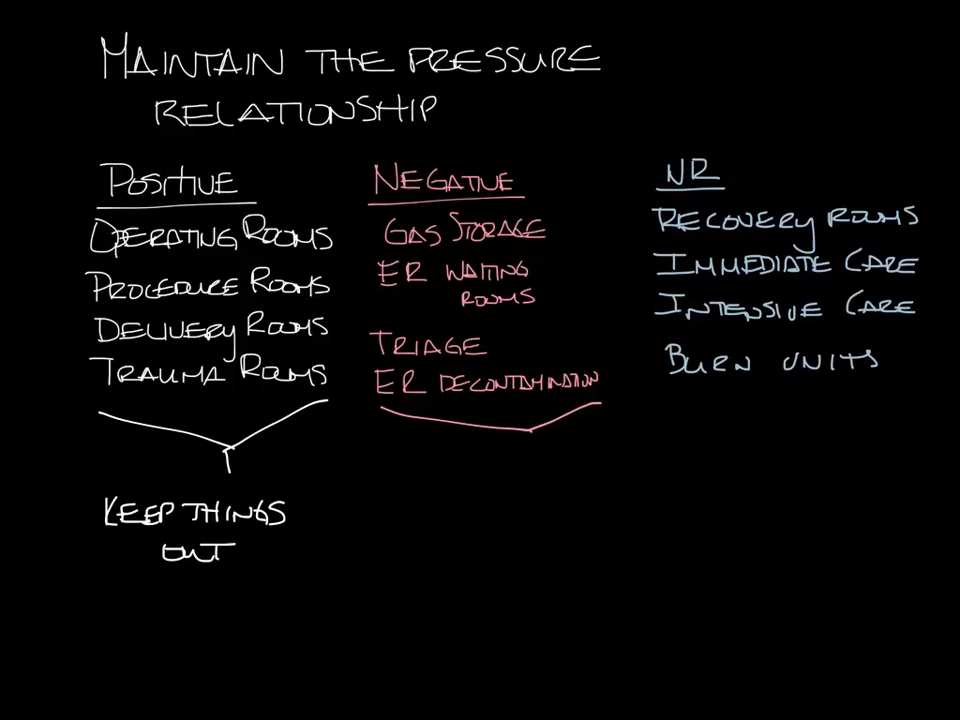 MAINTAIN THE PRESSURE
RELATIONSHIP
POSITIVE
OPERATING ROOMS
PROCEDURE ROOMS
DELIVERY ROOMS
TRAUMA ROOMS
KEEP THINGS
OUT
NEGATIVE
GAS STORAGE
ER WAITING
ROOMS
TRIAGE
ER DECONTAMINATION
NR
RECOVERY ROOMS
IMMEDIATE CARE
INTENSIVE CARE
BURN UNITS